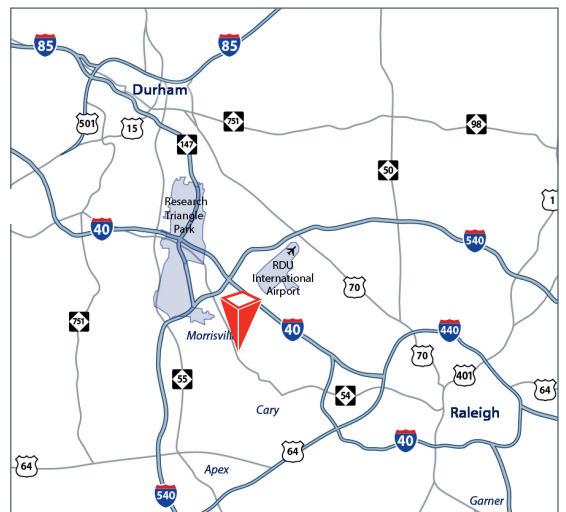 85
85
Durham
751
98
501
15
147
50
Research
Triangle
Park
1
40
540
RDU
International
Airport
70
751
40
440
Morrisvill
70
401
55
54
64
Cary
Raleigh
40
64
64
Apex
540
Garner